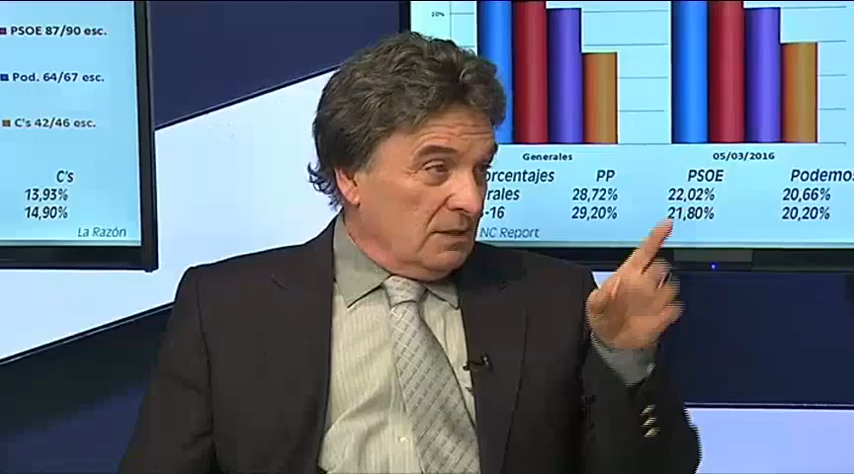 PSOE 87/90 esc.
Pod. 64/67 esc.
C's 42/46 esc.
C's
13,93%
14,90%
La Razón
20%
Generales
05/03/2016
PP PSOE Podemos
28,72% 22,02% 20,66%
-16 29,20% 21,80% 20,20%
NC Report